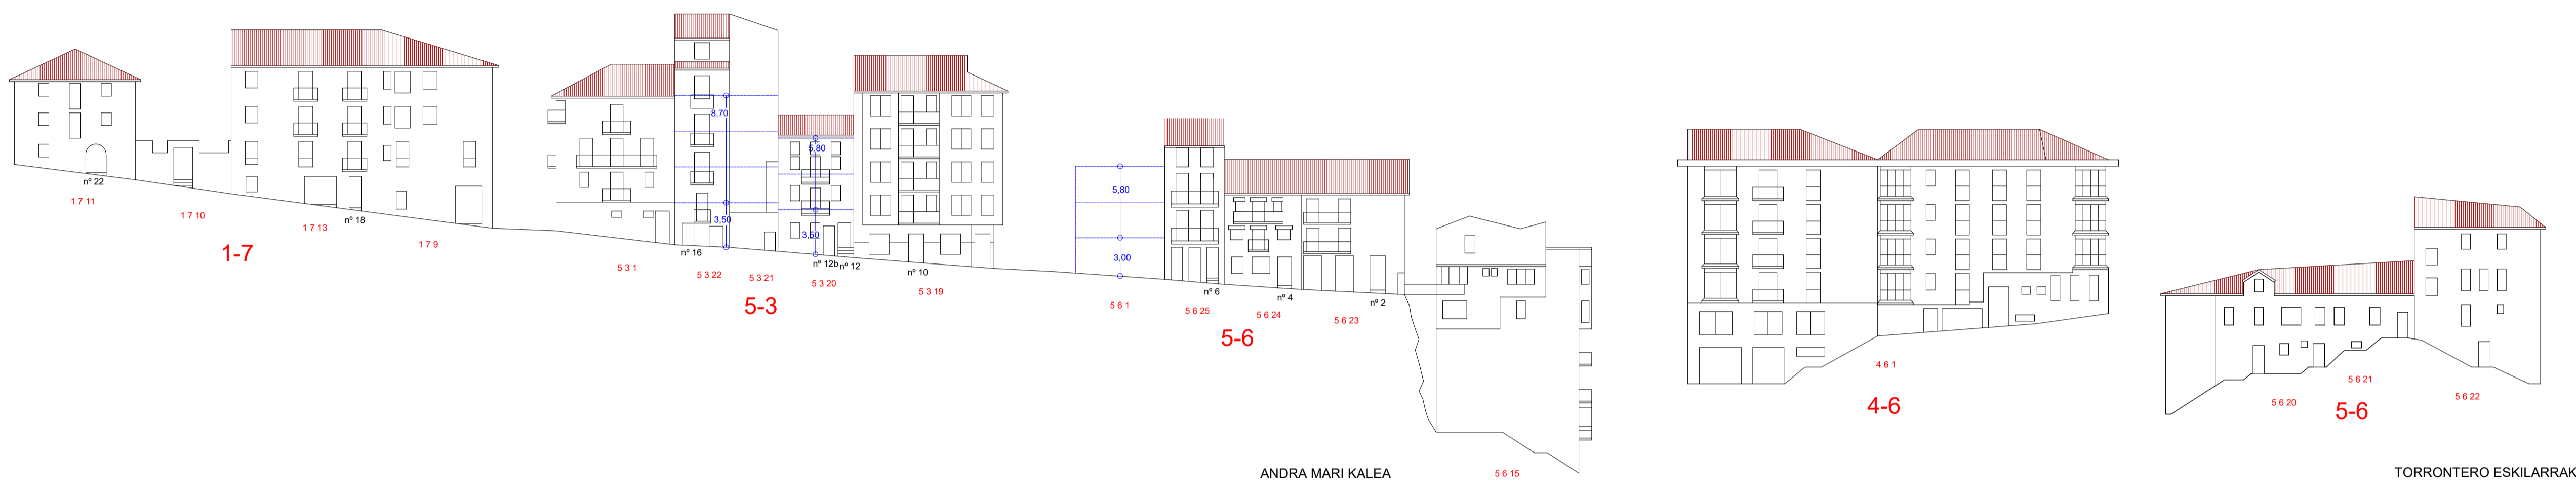 8,70
5,80
3,50
3,50
5,80
3,00
nº 22
nº 18
nº 16
nº 12b
nº 12
nº 10
nº 6
nº 4
nº 2
1 7 11
1 7 10
1 7 13
1 7 9
5 3 1
5 3 22
5 3 21
5 3 20
5 3 19
5 6 1
5 6 25
5 6 24
5 6 23
4 6 1
5 6 21
5 6 20
5 6 22
1-7
5-3
5-6
4-6
5-6
ANDRA MARI KALEA
5 6 15
TORRONTERO ESKILARRAK